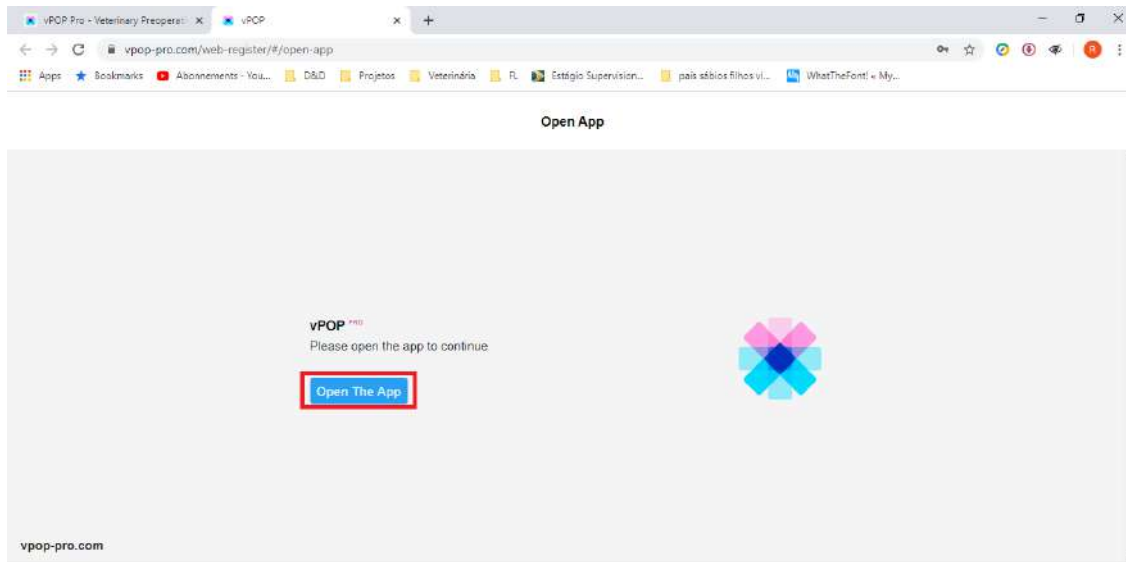 vPOP Pro - Veterinary Preoperati
vPOP
vpop-pro.com/web-register/#/open-app
R
Apps
Bookmarks
Abonnements - You...
D&D
Projetos
Veterinária
R.
Estágio Supervision...
pais sábios filhos vi...
WhatTheFont! « My...
Open App
vPOP PRO
Please open the app to continue
Open The App
vpop-pro.com